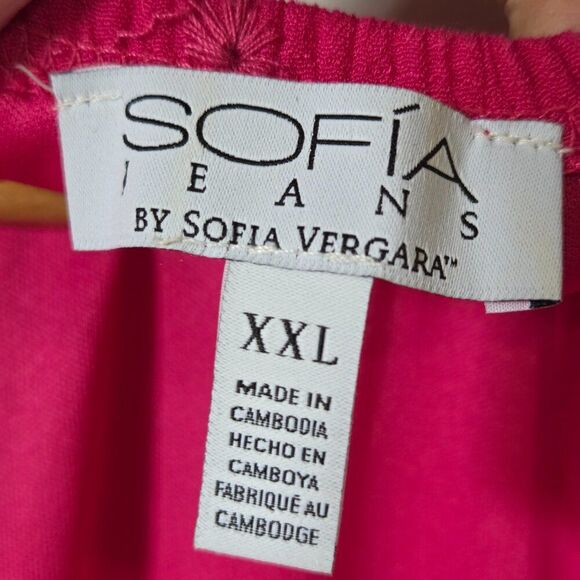 SOFÍA
JEANS
BY SOFIA VERGARA™
XXL
MADE IN
CAMBODIA
HECHO EN
CAMBOYA
FABRIQUÉ AU
CAMBODGE